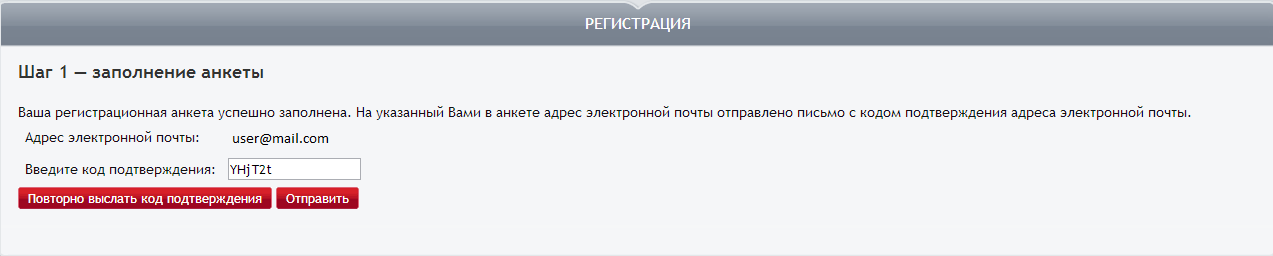 РЕГИСТРАЦИЯ
Шаг 1 — заполнение анкеты
Ваша регистрационная анкета успешно заполнена. На указанный Вами в анкете адрес электронной почты отправлено письмо с кодом подтверждения адреса электронной почты.
Адрес электронной почты: user@mail.com
Введите код подтверждения: YHjT2t
Повторно выслать код подтверждения Отправить